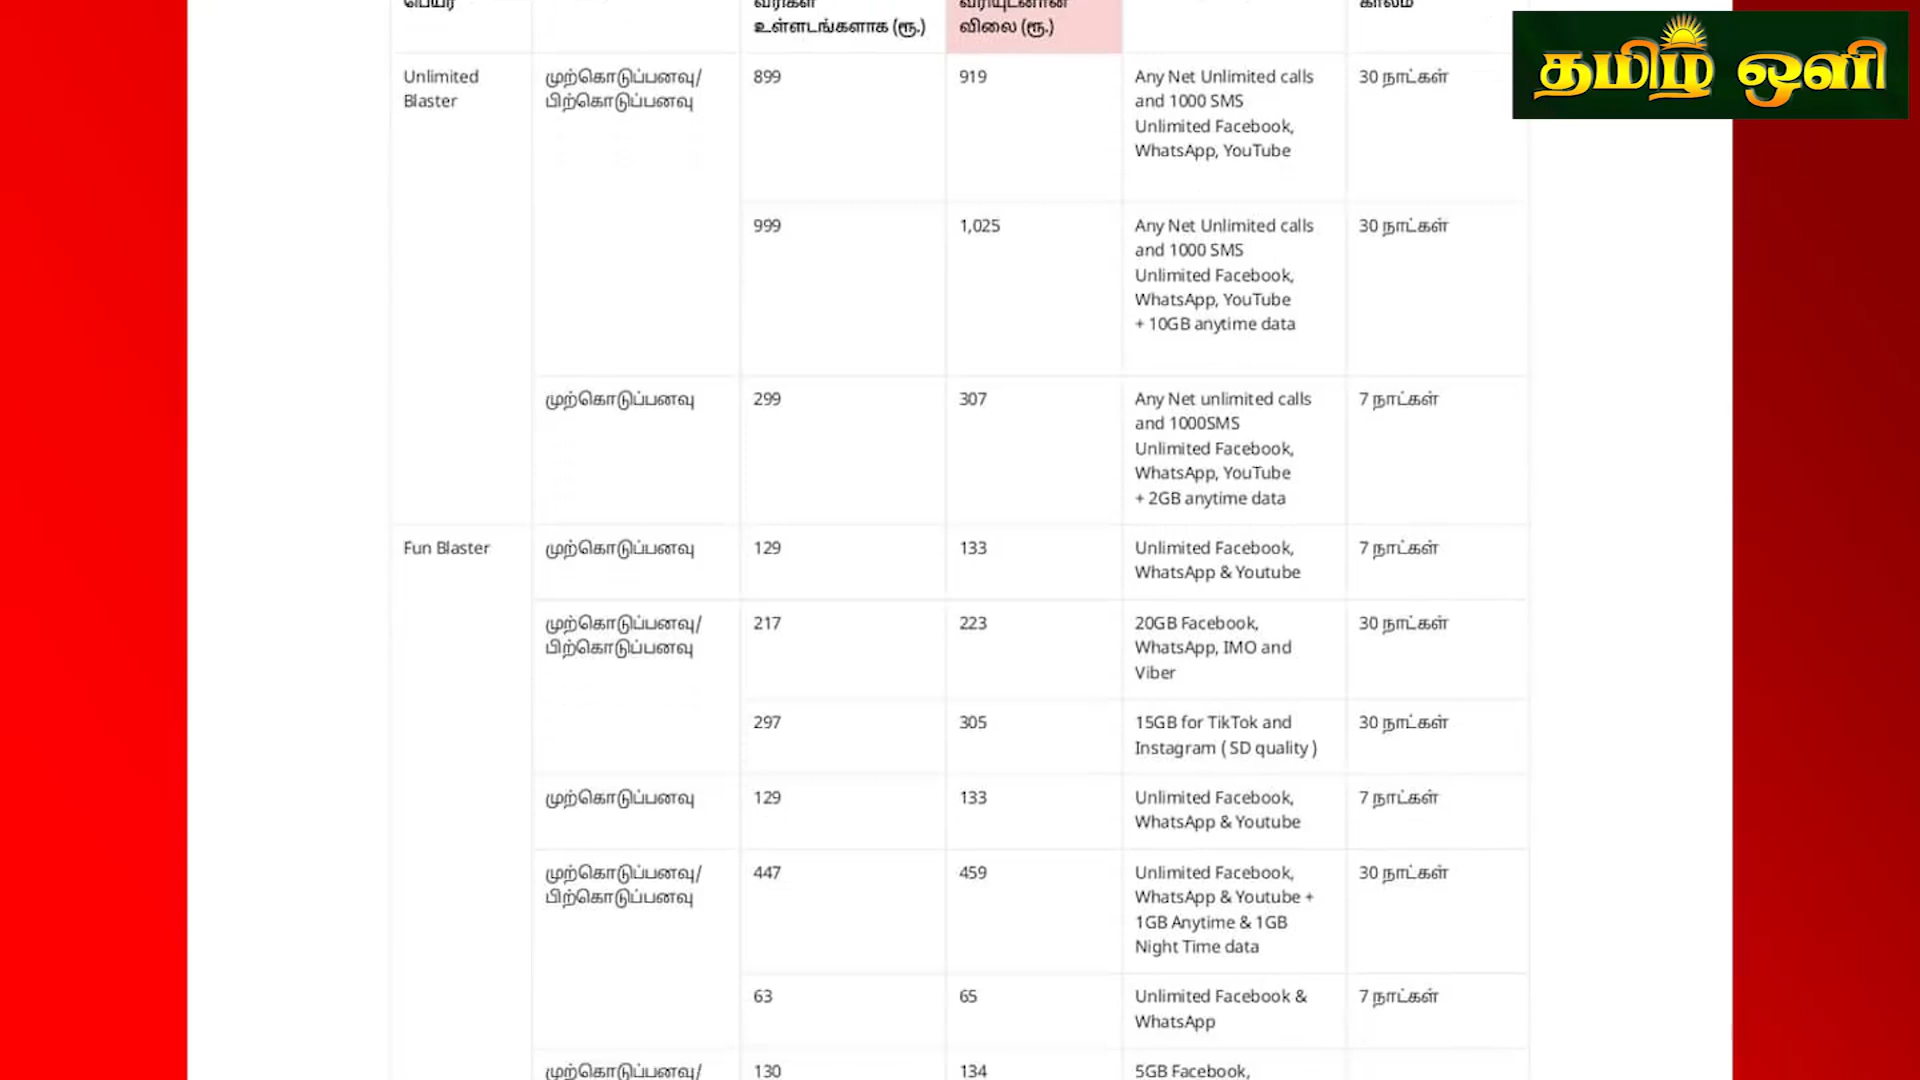 உள்ளடங்களாக (ரூ.)
விலை (ரூ.)
தமிழ் ஒளி
Unlimited
Blaster
முற்கொடுப்பனவு/
பிற்கொடுப்பனவு
899
919
Any Net Unlimited calls
and 1000 SMS
Unlimited Facebook,
WhatsApp, YouTube
30 நாட்கள்
999
1,025
Any Net Unlimited calls
and 1000 SMS
Unlimited Facebook,
WhatsApp, YouTube
+ 10GB anytime data
30 நாட்கள்
முற்கொடுப்பனவு
299
307
Any Net unlimited calls
and 1000SMS
Unlimited Facebook,
WhatsApp, YouTube
+ 2GB anytime data
7 நாட்கள்
Fun Blaster
முற்கொடுப்பனவு
129
133
Unlimited Facebook,
WhatsApp & Youtube
7 நாட்கள்
முற்கொடுப்பனவு/
பிற்கொடுப்பனவு
217
223
20GB Facebook,
WhatsApp, IMO and
Viber
30 நாட்கள்
297
305
15GB for TikTok and
Instagram ( SD quality )
30 நாட்கள்
முற்கொடுப்பனவு
129
133
Unlimited Facebook,
WhatsApp & Youtube
7 நாட்கள்
முற்கொடுப்பனவு/
பிற்கொடுப்பனவு
447
459
Unlimited Facebook,
WhatsApp & Youtube +
1GB Anytime & 1GB
Night Time data
30 நாட்கள்
63
65
Unlimited Facebook &
WhatsApp
7 நாட்கள்
முற்கொடுப்பனவு/
130
134
5GB Facebook,